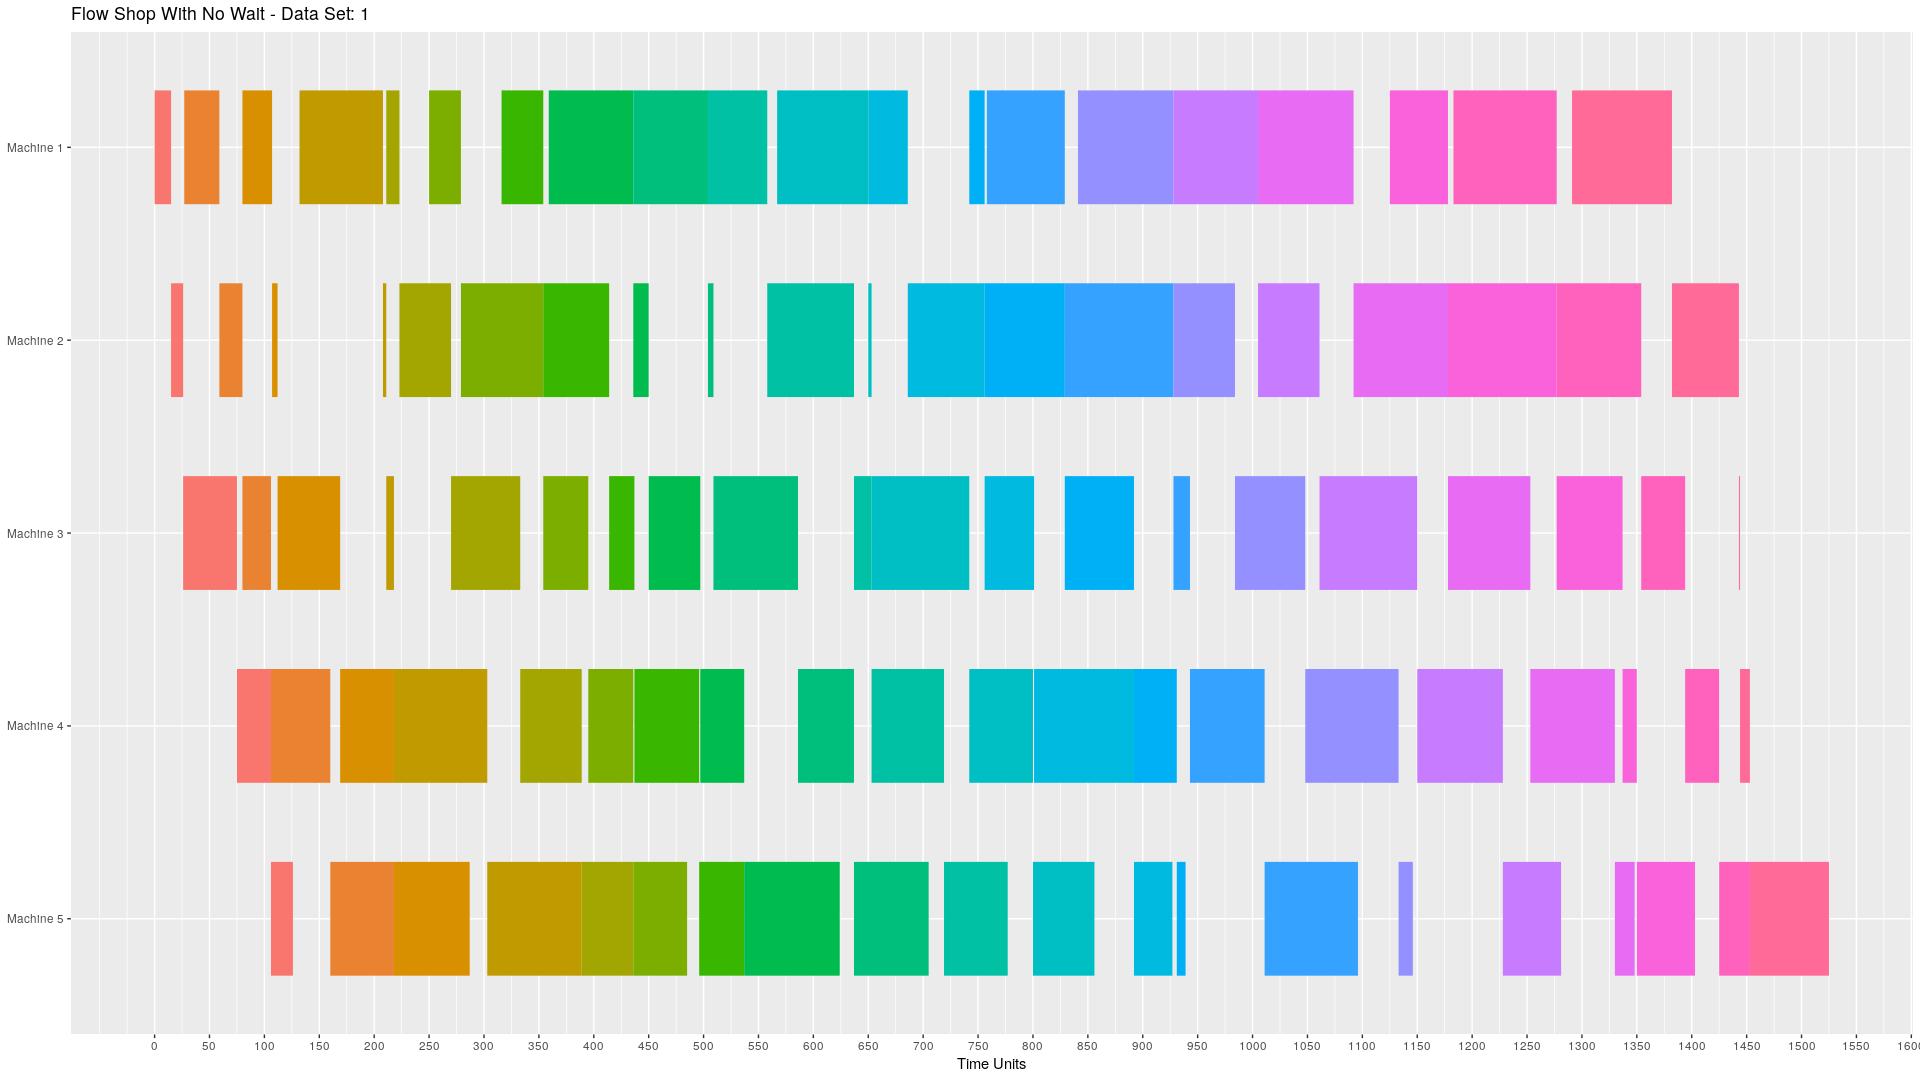 Flow Shop With No Wait - Data Set: 1
Machine 1
Machine 2
Machine 3
Machine 4
Machine 5
0 50 100 150 200 250 300 350 400 450 500 550 600 650 700 750 800 850 900 950 1000 1050 1100 1150 1200 1250 1300 1350 1400 1450 1500 1550 1600
Time Units